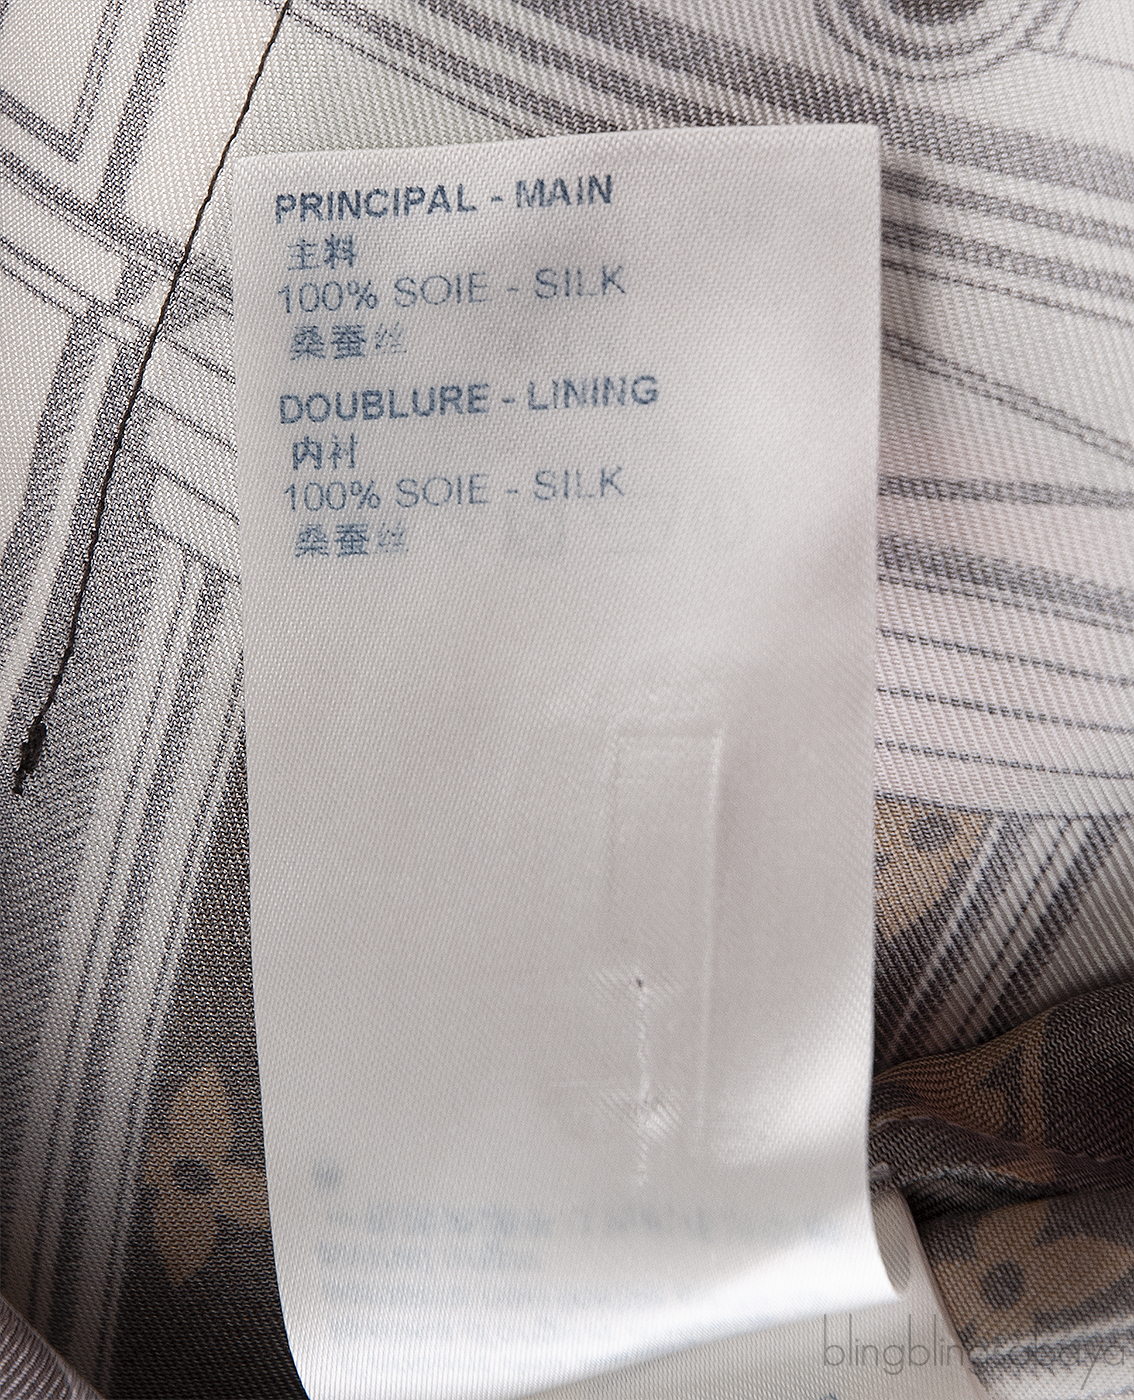 PRINCIPAL - MAIN
主料
100% SOIE - SILK
桑蚕丝
DOUBLURE - LINING
内衬
100% SOIE - SILK
桑蚕丝